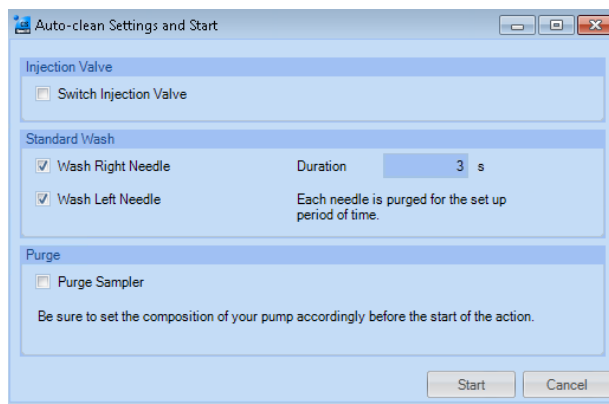 Auto-clean Settings and Start
Injection Valve
Switch Injection Valve
Standard Wash
Wash Right Needle Duration 3 s
Wash Left Needle Each needle is purged for the set up
period of time.
Purge
Purge Sampler
Be sure to set the composition of your pump accordingly before the start of the action.
Start Cancel